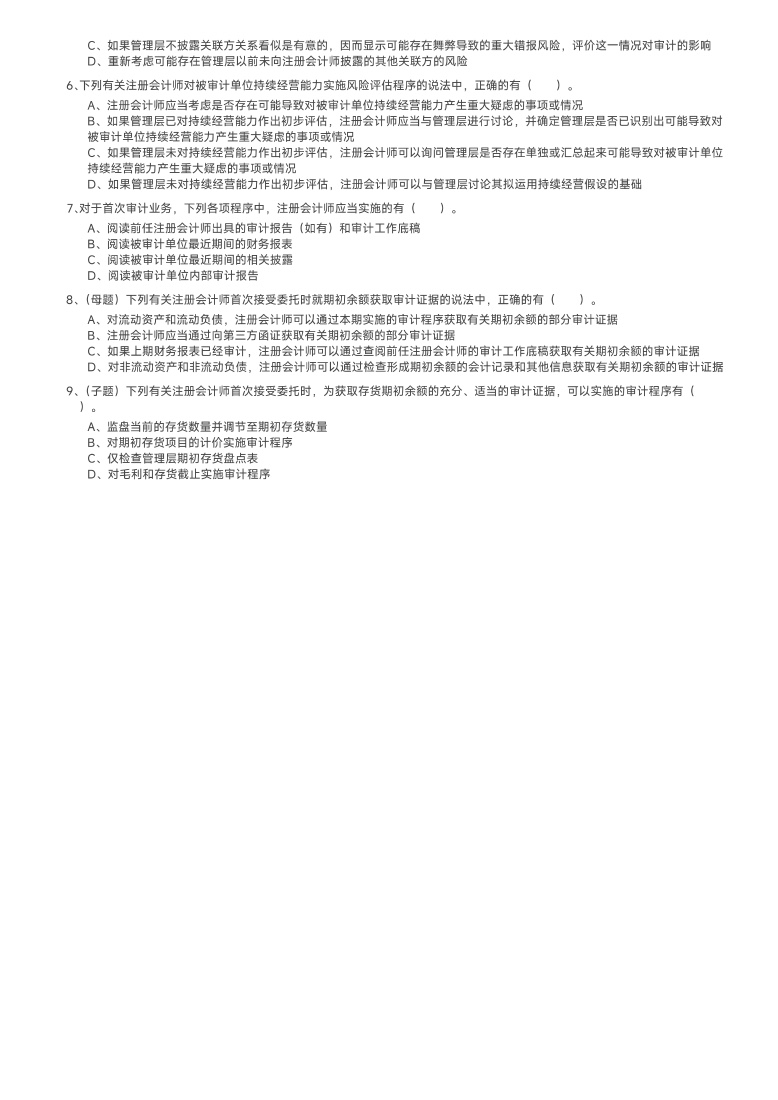 C、如果管理层不披露关联方关系看似是有意的，因而显示可能存在舞弊导致的重大错报风险，评价这一情况对审计的影响
D、重新考虑可能存在管理层以前未向注册会计师披露的其他关联方的风险
6、下列有关注册会计师对被审计单位持续经营能力实施风险评估程序的说法中，正确的有（　　）。
A、注册会计师应当考虑是否存在可能导致对被审计单位持续经营能力产生重大疑虑的事项或情况
B、如果管理层已对持续经营能力作出初步评估，注册会计师应当与管理层进行讨论，并确定管理层是否已识别出可能导致对
被审计单位持续经营能力产生重大疑虑的事项或情况
C、如果管理层未对持续经营能力作出初步评估，注册会计师可以询问管理层是否存在单独或汇总起来可能导致对被审计单位
持续经营能力产生重大疑虑的事项或情况
D、如果管理层未对持续经营能力作出初步评估，注册会计师可以与管理层讨论其拟运用持续经营假设的基础
7、对于首次审计业务，下列各项程序中，注册会计师应当实施的有（　　）。
A、阅读前任注册会计师出具的审计报告（如有）和审计工作底稿
B、阅读被审计单位最近期间的财务报表
C、阅读被审计单位最近期间的相关披露
D、阅读被审计单位内部审计报告
8、（母题）下列有关注册会计师首次接受委托时就期初余额获取审计证据的说法中，正确的有（　　）。
A、对流动资产和流动负债，注册会计师可以通过本期实施的审计程序获取有关期初余额的部分审计证据
B、注册会计师应当通过向第三方函证获取有关期初余额的部分审计证据
C、如果上期财务报表已经审计，注册会计师可以通过查阅前任注册会计师的审计工作底稿获取有关期初余额的审计证据
D、对非流动资产和非流动负债，注册会计师可以通过检查形成期初余额的会计记录和其他信息获取有关期初余额的审计证据
9、（子题）下列有关注册会计师首次接受委托时，为获取存货期初余额的充分、适当的审计证据，可以实施的审计程序有（
）。
A、监盘当前的存货数量并调节至期初存货数量
B、对期初存货项目的计价实施审计程序
C、仅检查管理层期初存货盘点表
D、对毛利和存货截止实施审计程序